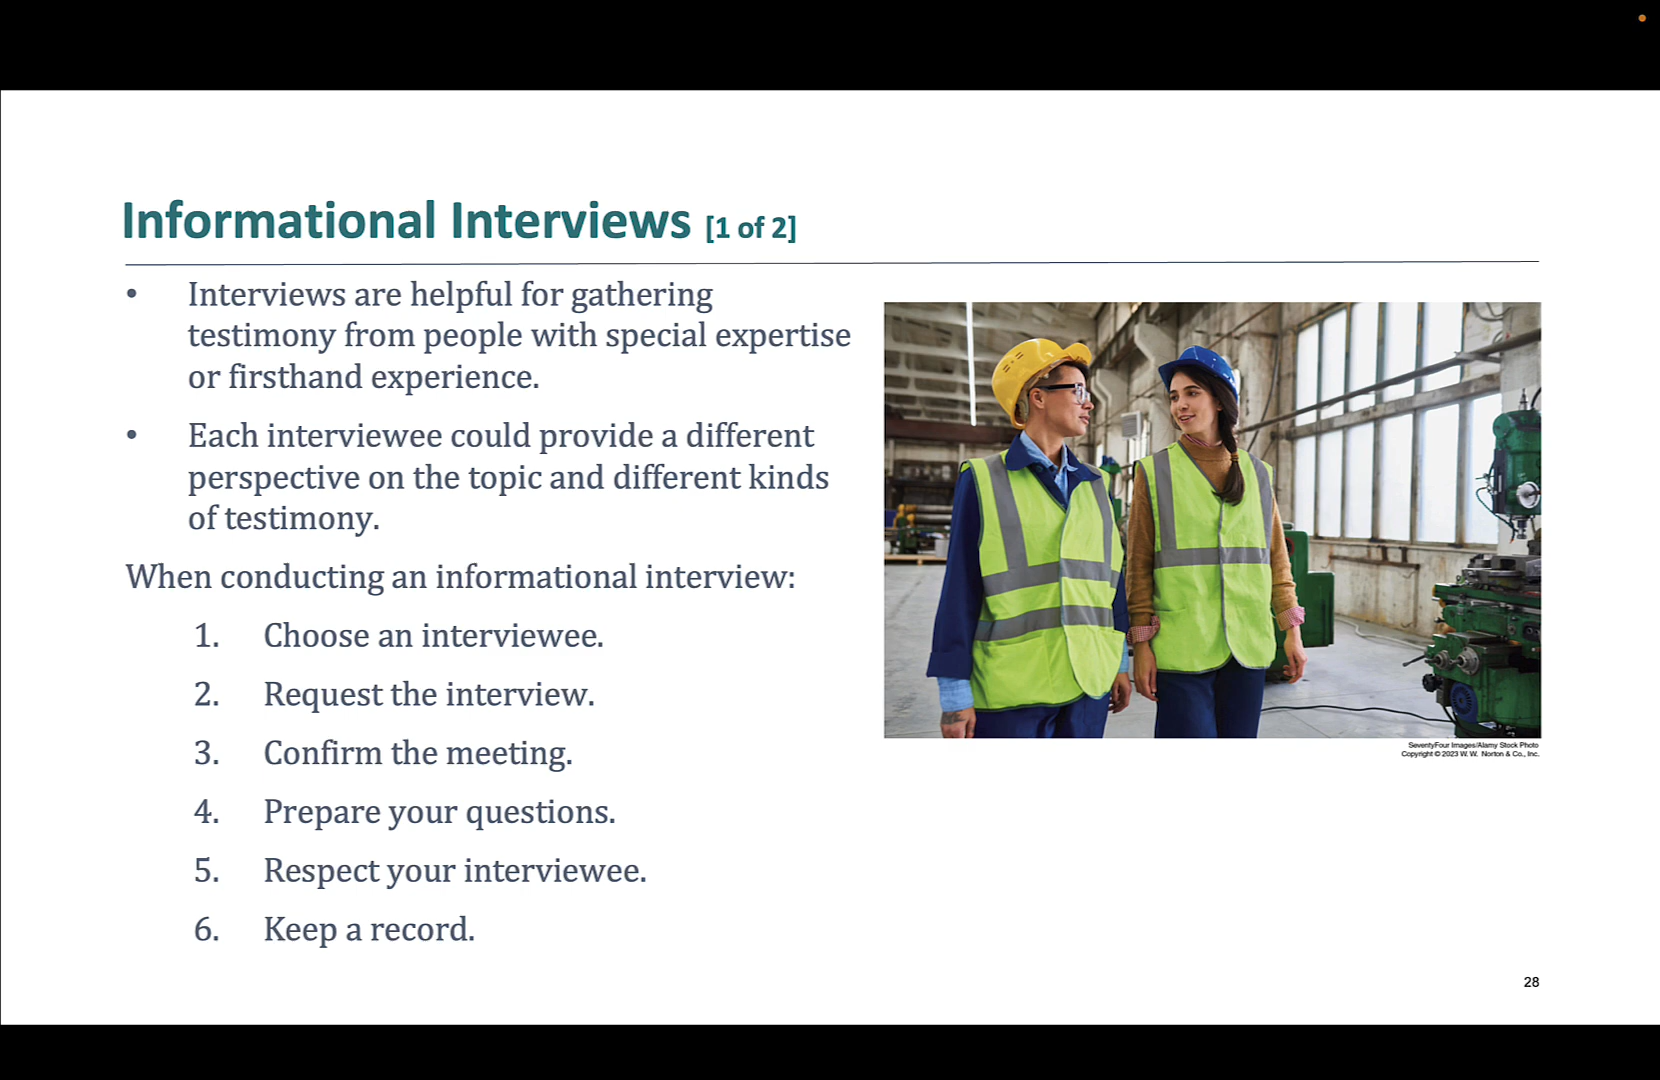 Informational Interviews [1 of 2]
• Interviews are helpful for gathering
testimony from people with special expertise
or firsthand experience.
• Each interviewee could provide a different
perspective on the topic and different kinds
of testimony.
When conducting an informational interview:
1. Choose an interviewee.
2. Request the interview.
3. Confirm the meeting.
4. Prepare your questions.
5. Respect your interviewee.
6. Keep a record.
SeventyFour Images/Alamy Stock Photo
Copyright © 2023 W. W. Norton & Co., Inc.
28